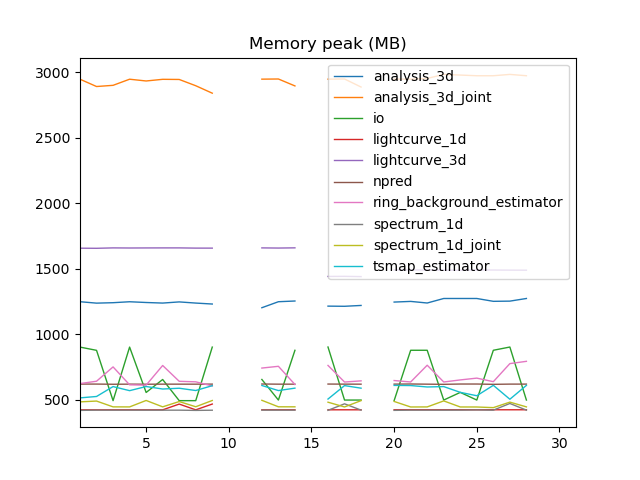 Memory peak (MB)
3000
2500
2000
1500
1000
500
analysis_3d
analysis_3d_joint
io
lightcurve_1d
lightcurve_3d
npred
ring_background_estimator
spectrum_1d
spectrum_1d_joint
tsmap_estimator
5 10 15 20 25 30